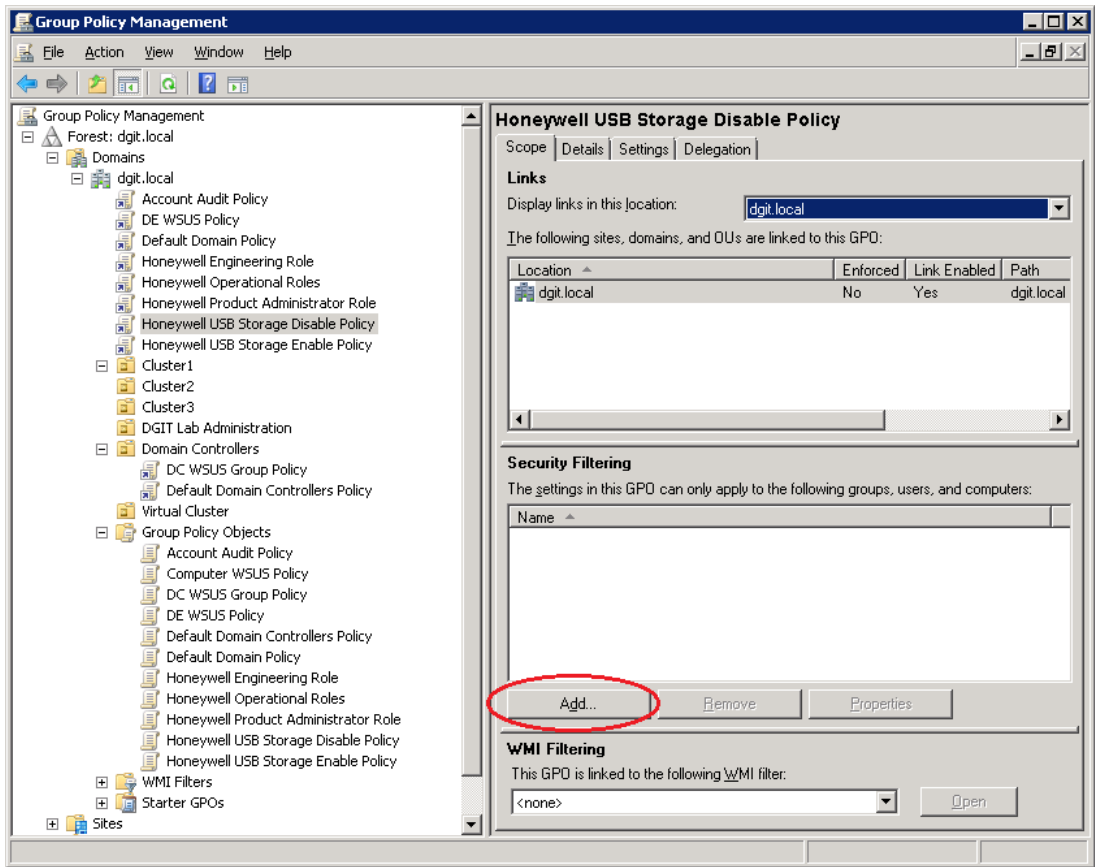 Group Policy Management
File Action View Window Help
Group Policy Management
Forest: dgit.local
Domains
dgit.local
Account Audit Policy
DE WSUS Policy
Default Domain Policy
Honeywell Engineering Role
Honeywell Operational Roles
Honeywell Product Administrator Role
Honeywell USB Storage Disable Policy
Honeywell USB Storage Enable Policy
Cluster1
Cluster2
Cluster3
DGIT Lab Administration
Domain Controllers
DC WSUS Group Policy
Default Domain Controllers Policy
Virtual Cluster
Group Policy Objects
Account Audit Policy
Computer WSUS Policy
DC WSUS Group Policy
DE WSUS Policy
Default Domain Controllers Policy
Default Domain Policy
Honeywell Engineering Role
Honeywell Operational Roles
Honeywell Product Administrator Role
Honeywell USB Storage Disable Policy
Honeywell USB Storage Enable Policy
WMI Filters
Starter GPOs
Sites
Honeywell USB Storage Disable Policy
Scope Details Settings Delegation
Links
Display links in this location: dgit.local
The following sites, domains, and OUs are linked to this GPO:
Location Enforced Link Enabled Path
dgit.local No Yes dgit.local
Security Filtering
The settings in this GPO can only apply to the following groups, users, and computers:
Name
Add... Remove Properties
WMI Filtering
This GPO is linked to the following WMI filter:
<none> Open